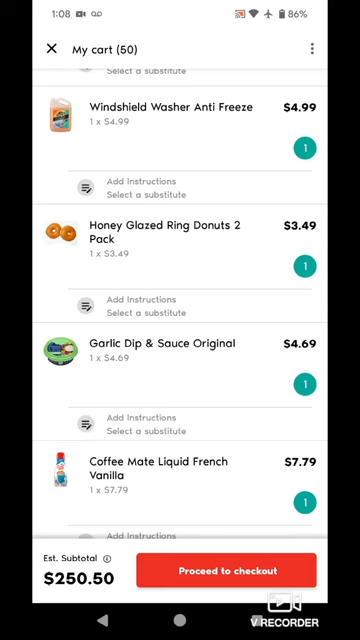 1:08
86%
My cart (50)
Select a substitute
Windshield Washer Anti Freeze
$4.99
1 x $4.99
1
Add Instructions
Select a substitute
Honey Glazed Ring Donuts 2
Pack
$3.49
1 x $3.49
1
Add Instructions
Select a substitute
Garlic Dip & Sauce Original
$4.69
1 x $4.69
1
Add Instructions
Select a substitute
Coffee Mate Liquid French
Vanilla
$7.79
1 x $7.79
1
Add Instructions
Est. Subtotal
$250.50
Proceed to checkout
V RECORDER